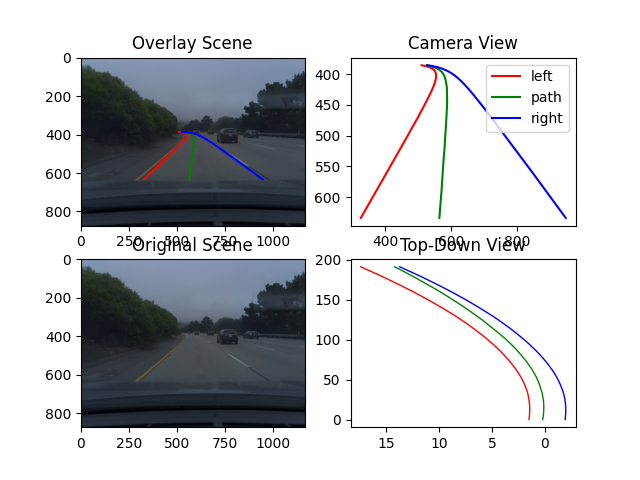 Overlay Scene
0
200
400
600
800
0 250 500 750 1000
Camera View
400
450
500
550
600
400 600 800
left
path
right
Original Scene
0
200
400
600
800
0 250 500 750 1000
Top-Down View
200
150
100
50
0
15 10 5 0